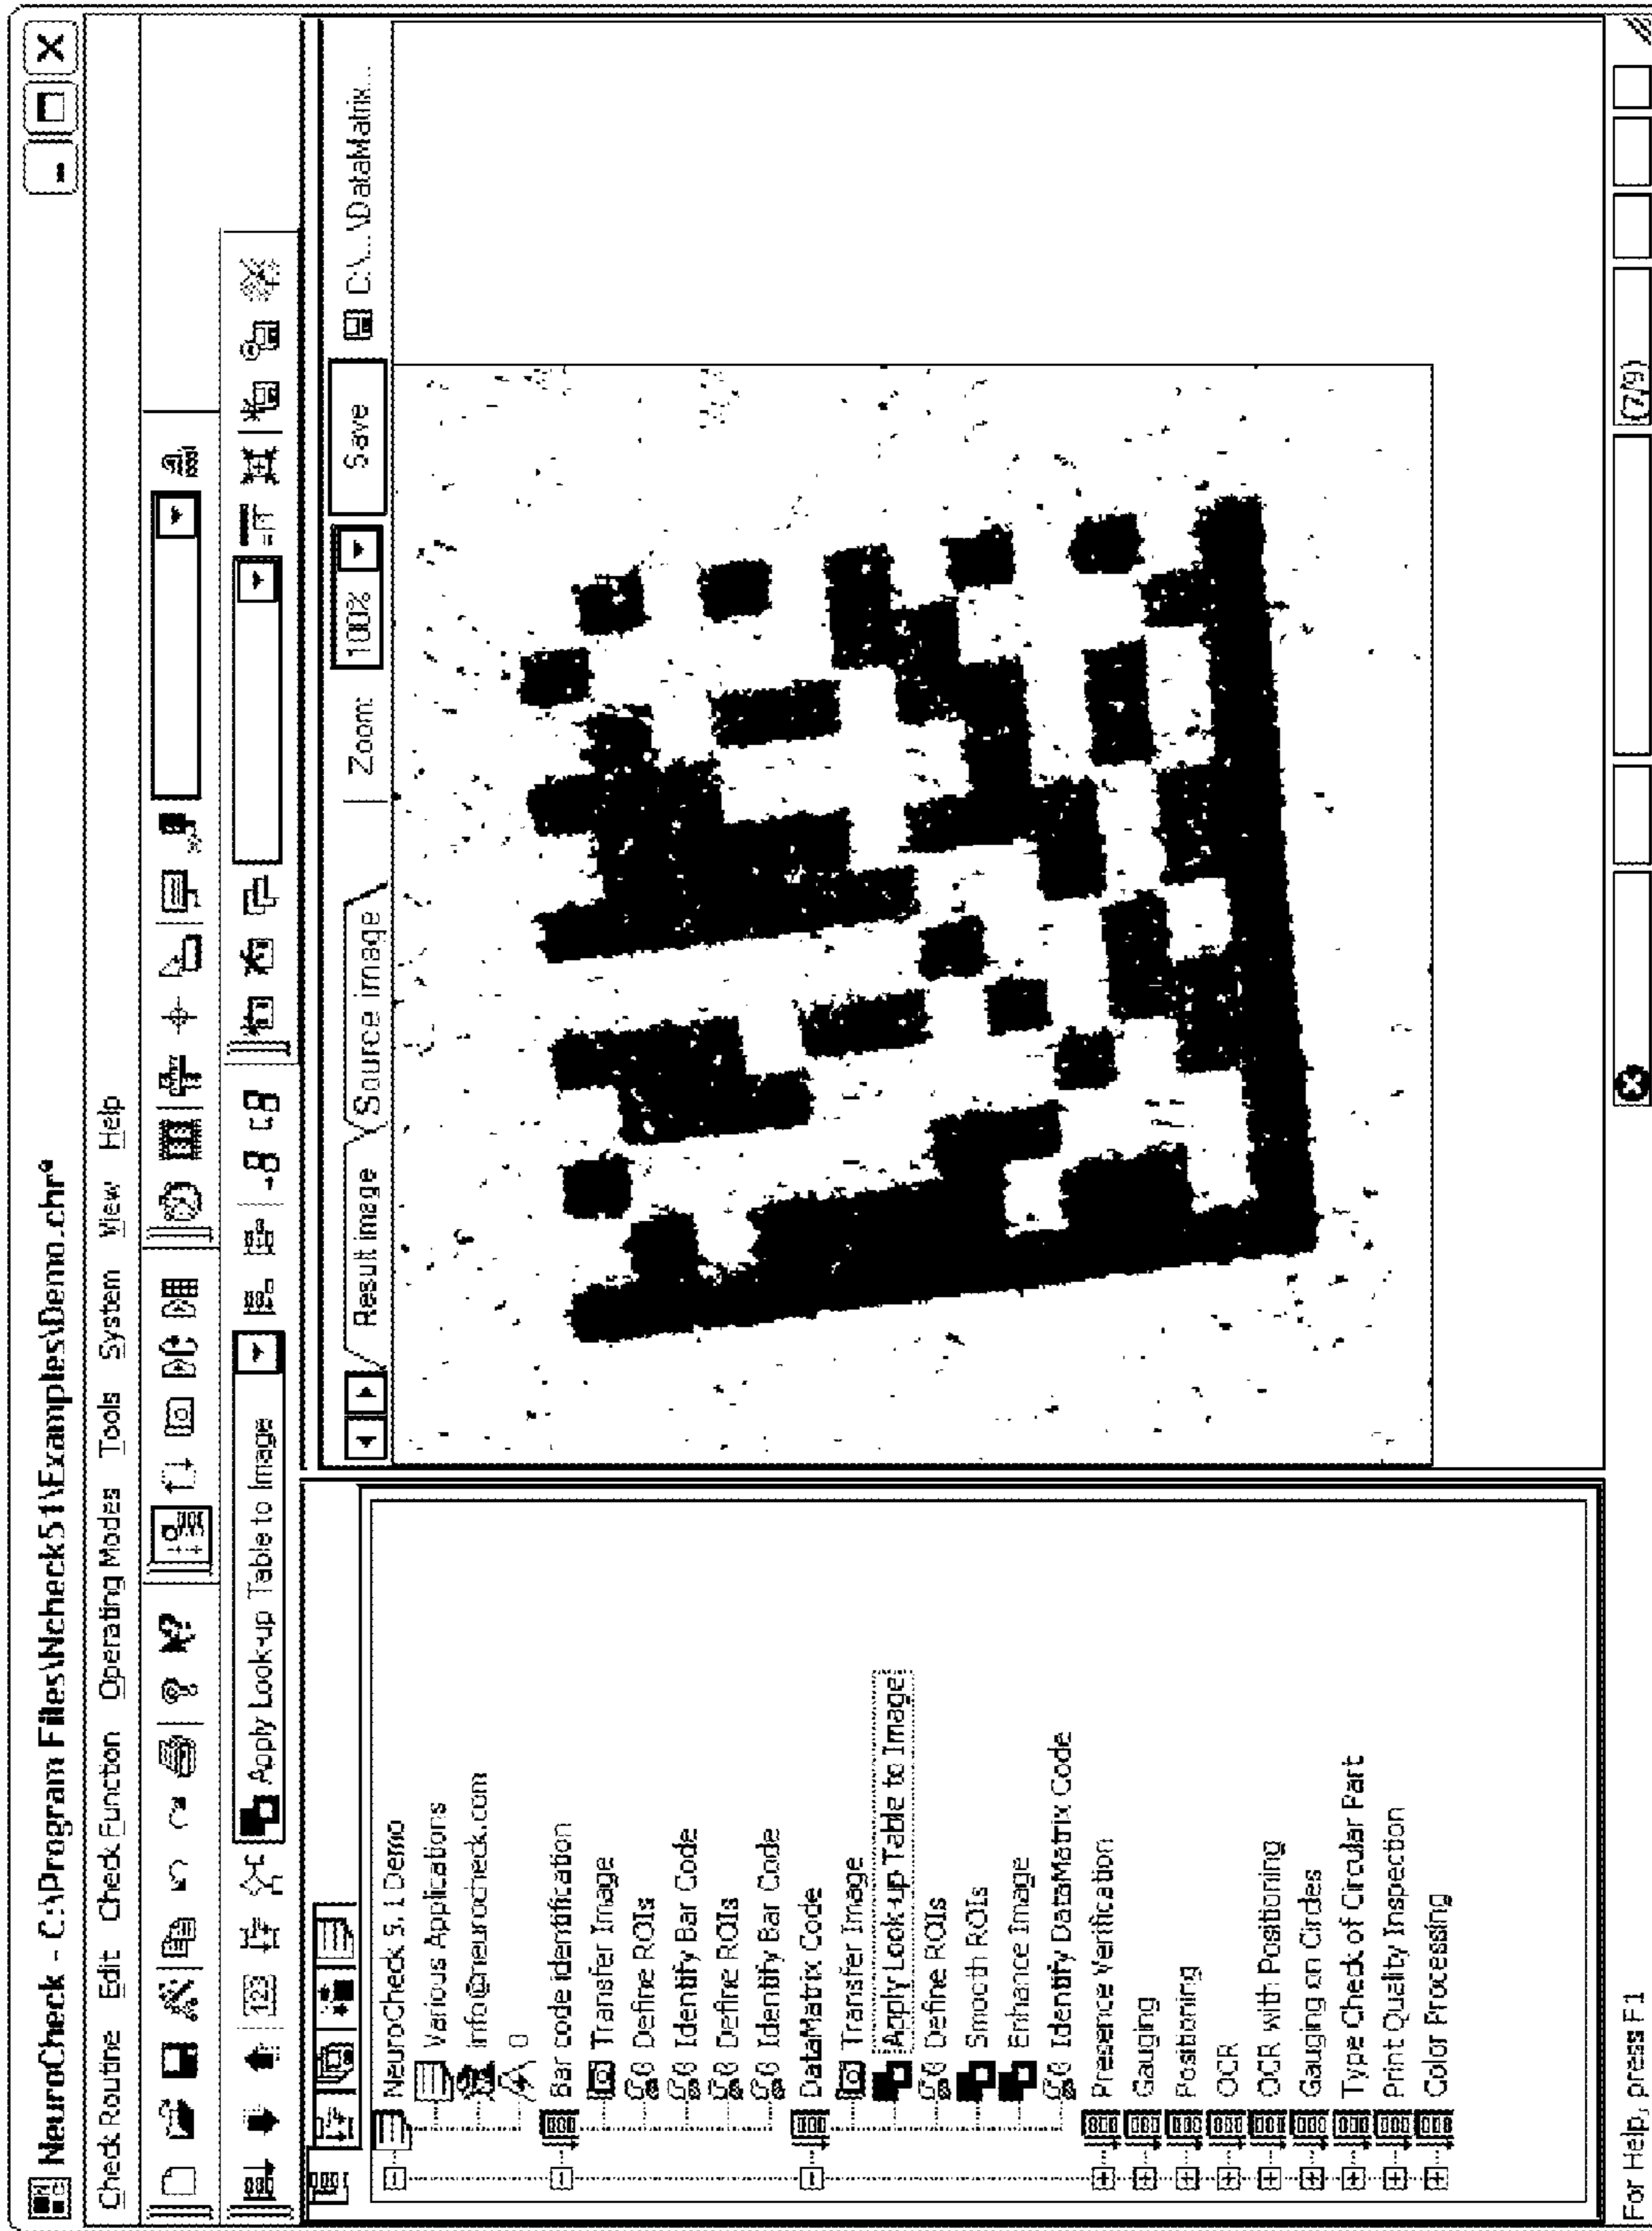 NeuroCheck - C:\Program Files\Ncheck51\Examples\Demo.chr*
Check Routine Edit Check Function Operating Modes Tools System View Help
Apply Look-up Table to Image
NeuroCheck 5.1 Demo
Various Applications
info@neurocheck.com
0
Bar code identification
Transfer Image
Define ROIs
Identify Bar Code
Define ROIs
Identify Bar Code
DataMatrix Code
Transfer Image
Apply Look-up Table to Image
Define ROIs
Smooth ROIs
Enhance Image
Identify DataMatrix Code
Presence Verification
Gauging
Positioning
OCR
OCR with Positioning
Gauging on Circles
Type Check of Circular Part
Print Quality Inspection
Color Processing
Result image Source image Zoom: 100% Save C:\...\DataMatrix...
For Help, press F1 (7/9)